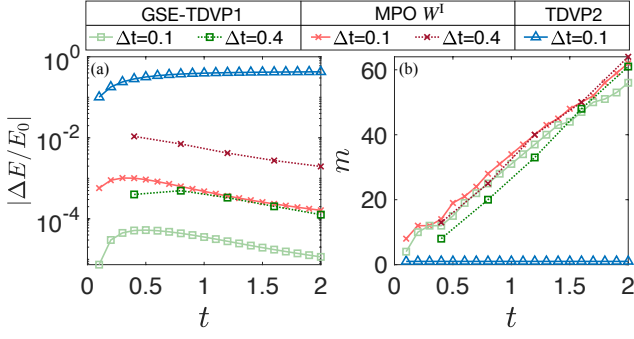 GSE-TDVP1 MPO W^I TDVP2
Δt=0.1 Δt=0.4 Δt=0.1 Δt=0.4 Δt=0.1
(a)
|ΔE/E_0|
10^0
10^-2
10^-4
0 0.5 1 1.5 2
t
(b)
m
60
40
20
0
0 0.5 1 1.5 2
t